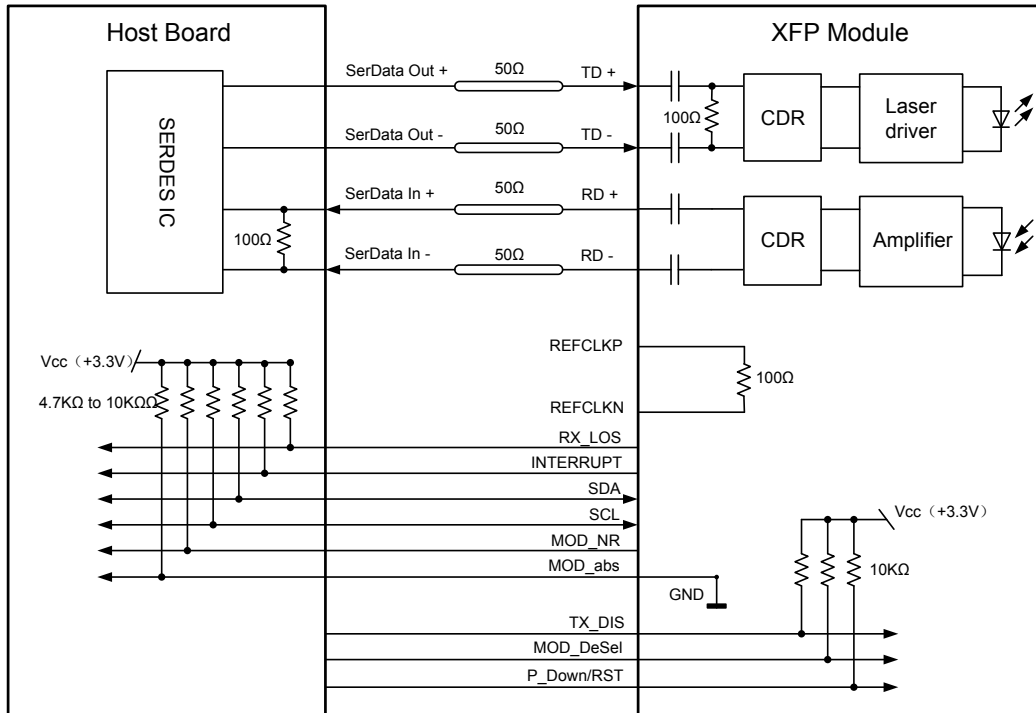 Host Board
XFP Module
SerData Out +
50Ω
TD +
SerData Out -
50Ω
TD -
SerData In +
50Ω
RD +
SerData In -
50Ω
RD -
SERDES IC
100Ω
100Ω
CDR
Laser
driver
CDR
Amplifier
Vcc（+3.3V）
4.7KΩ to 10KΩΩ
REFCLKP
100Ω
REFCLKN
RX_LOS
INTERRUPT
SDA
SCL
MOD_NR
MOD_abs
GND
Vcc（+3.3V）
10KΩ
TX_DIS
MOD_DeSel
P_Down/RST